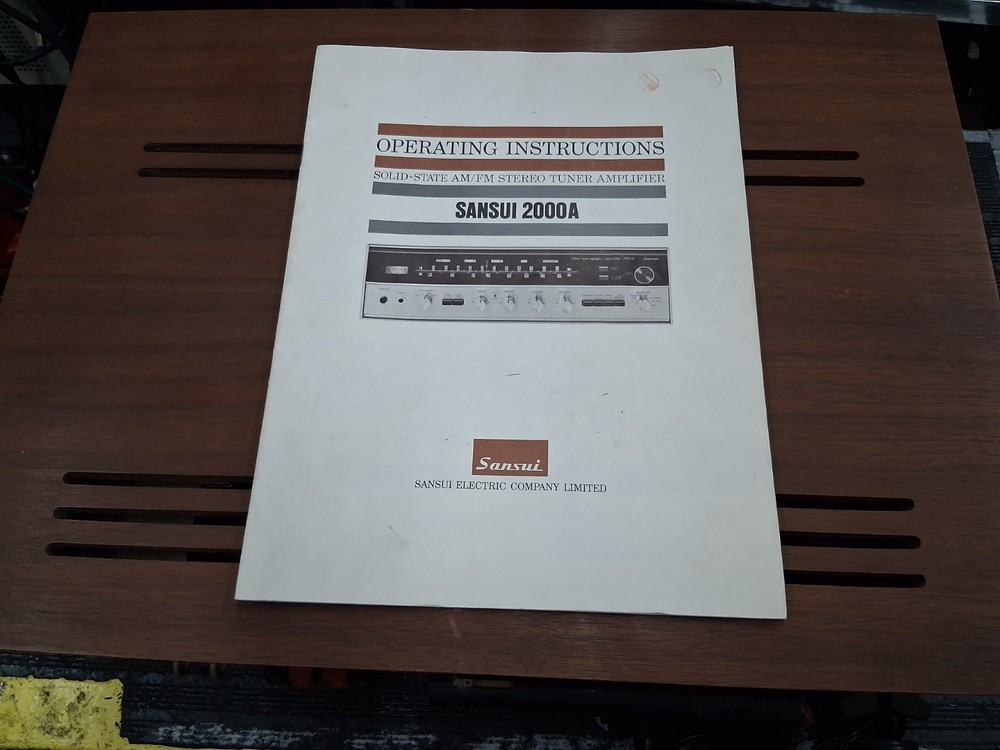 OPERATING INSTRUCTIONS
SOLID-STATE AM/FM STEREO TUNER AMPLIFIER
SANSUI 2000A
Sansui
SANSUI ELECTRIC COMPANY LIMITED